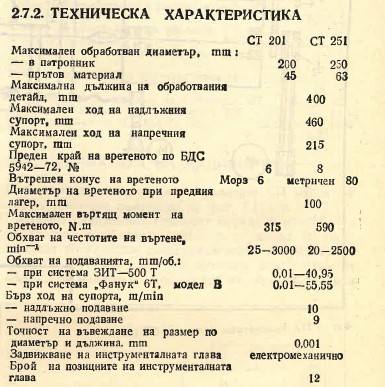 2.7.2. ТЕХНИЧЕСКА ХАРАКТЕРИСТИКА
СТ 201 СТ 251
Максимален обработван диаметър, mm:
— в патронник 200 250
— прътов материал 45 63
Максимална дължина на обработвания
детайл, mm 400
Максимален ход на надлъжния
супорт, mm 460
Максимален ход на напречния
супорт, mm 215
Преден край на вретеното по БДС
5942—72, № 6 8
Вътрешен конус на вретеното Морз 6 метричен 80
Диаметър на вретеното при предния
лагер, mm 100
Максимален въртящ момент на
вретеното, N.m 315 590
Обхват на честотите на въртене,
min⁻¹ 25—3000 20—2500
Обхват на подаванията, mm/об.:
— при система ЗИТ—500 Т 0,01—40,95
— при система „Фанук“ 6Т, модел В 0,01—55,55
Бърз ход на супорта, m/min
— надлъжно подаване 10
— напречно подаване 9
Точност на въвеждане на размер по
диаметър и дължина, mm 0,001
Задвижване на инструменталната глава електромеханично
Брой на позициите на инструменталната
глава 12